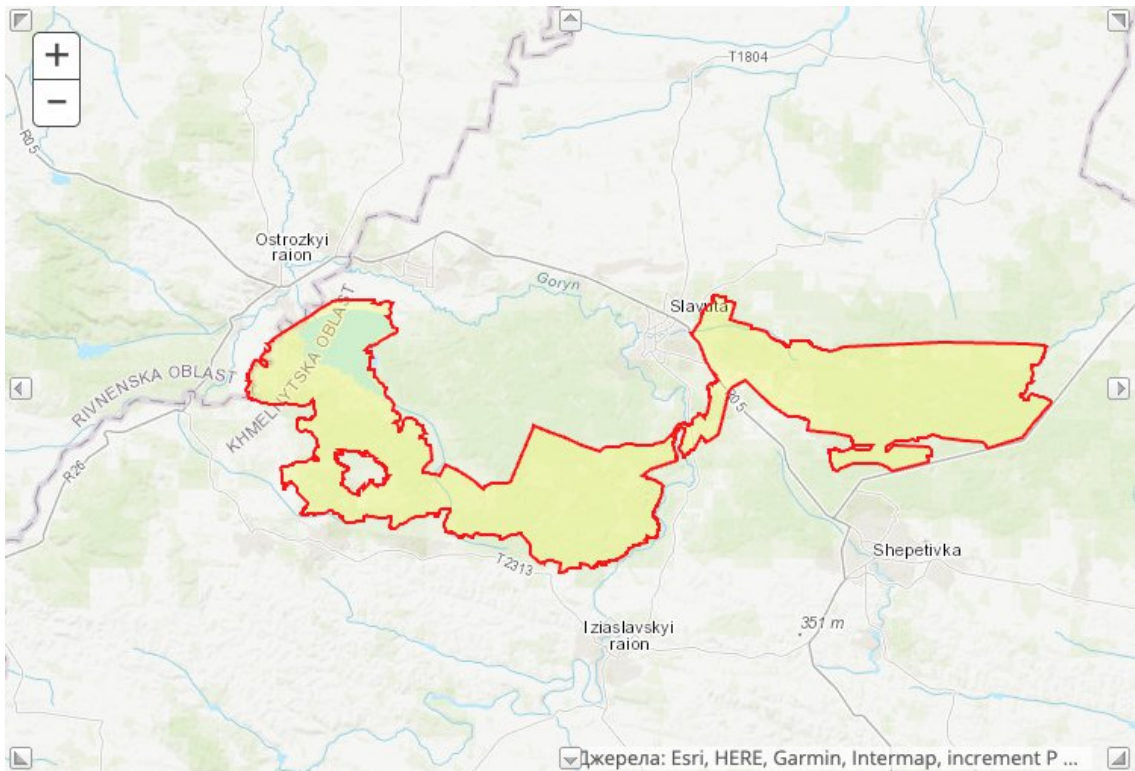 +
−
T1804
R05
Ostrozkyi
raion
Goryn
Slavuta
RIVNENSKA OBLAST
KHMELNYTSKA OBLAST
R05
R26
T2313
Shepetivka
Iziaslavskyi
raion
351 m
Джерела: Esri, HERE, Garmin, Intermap, increment P ...